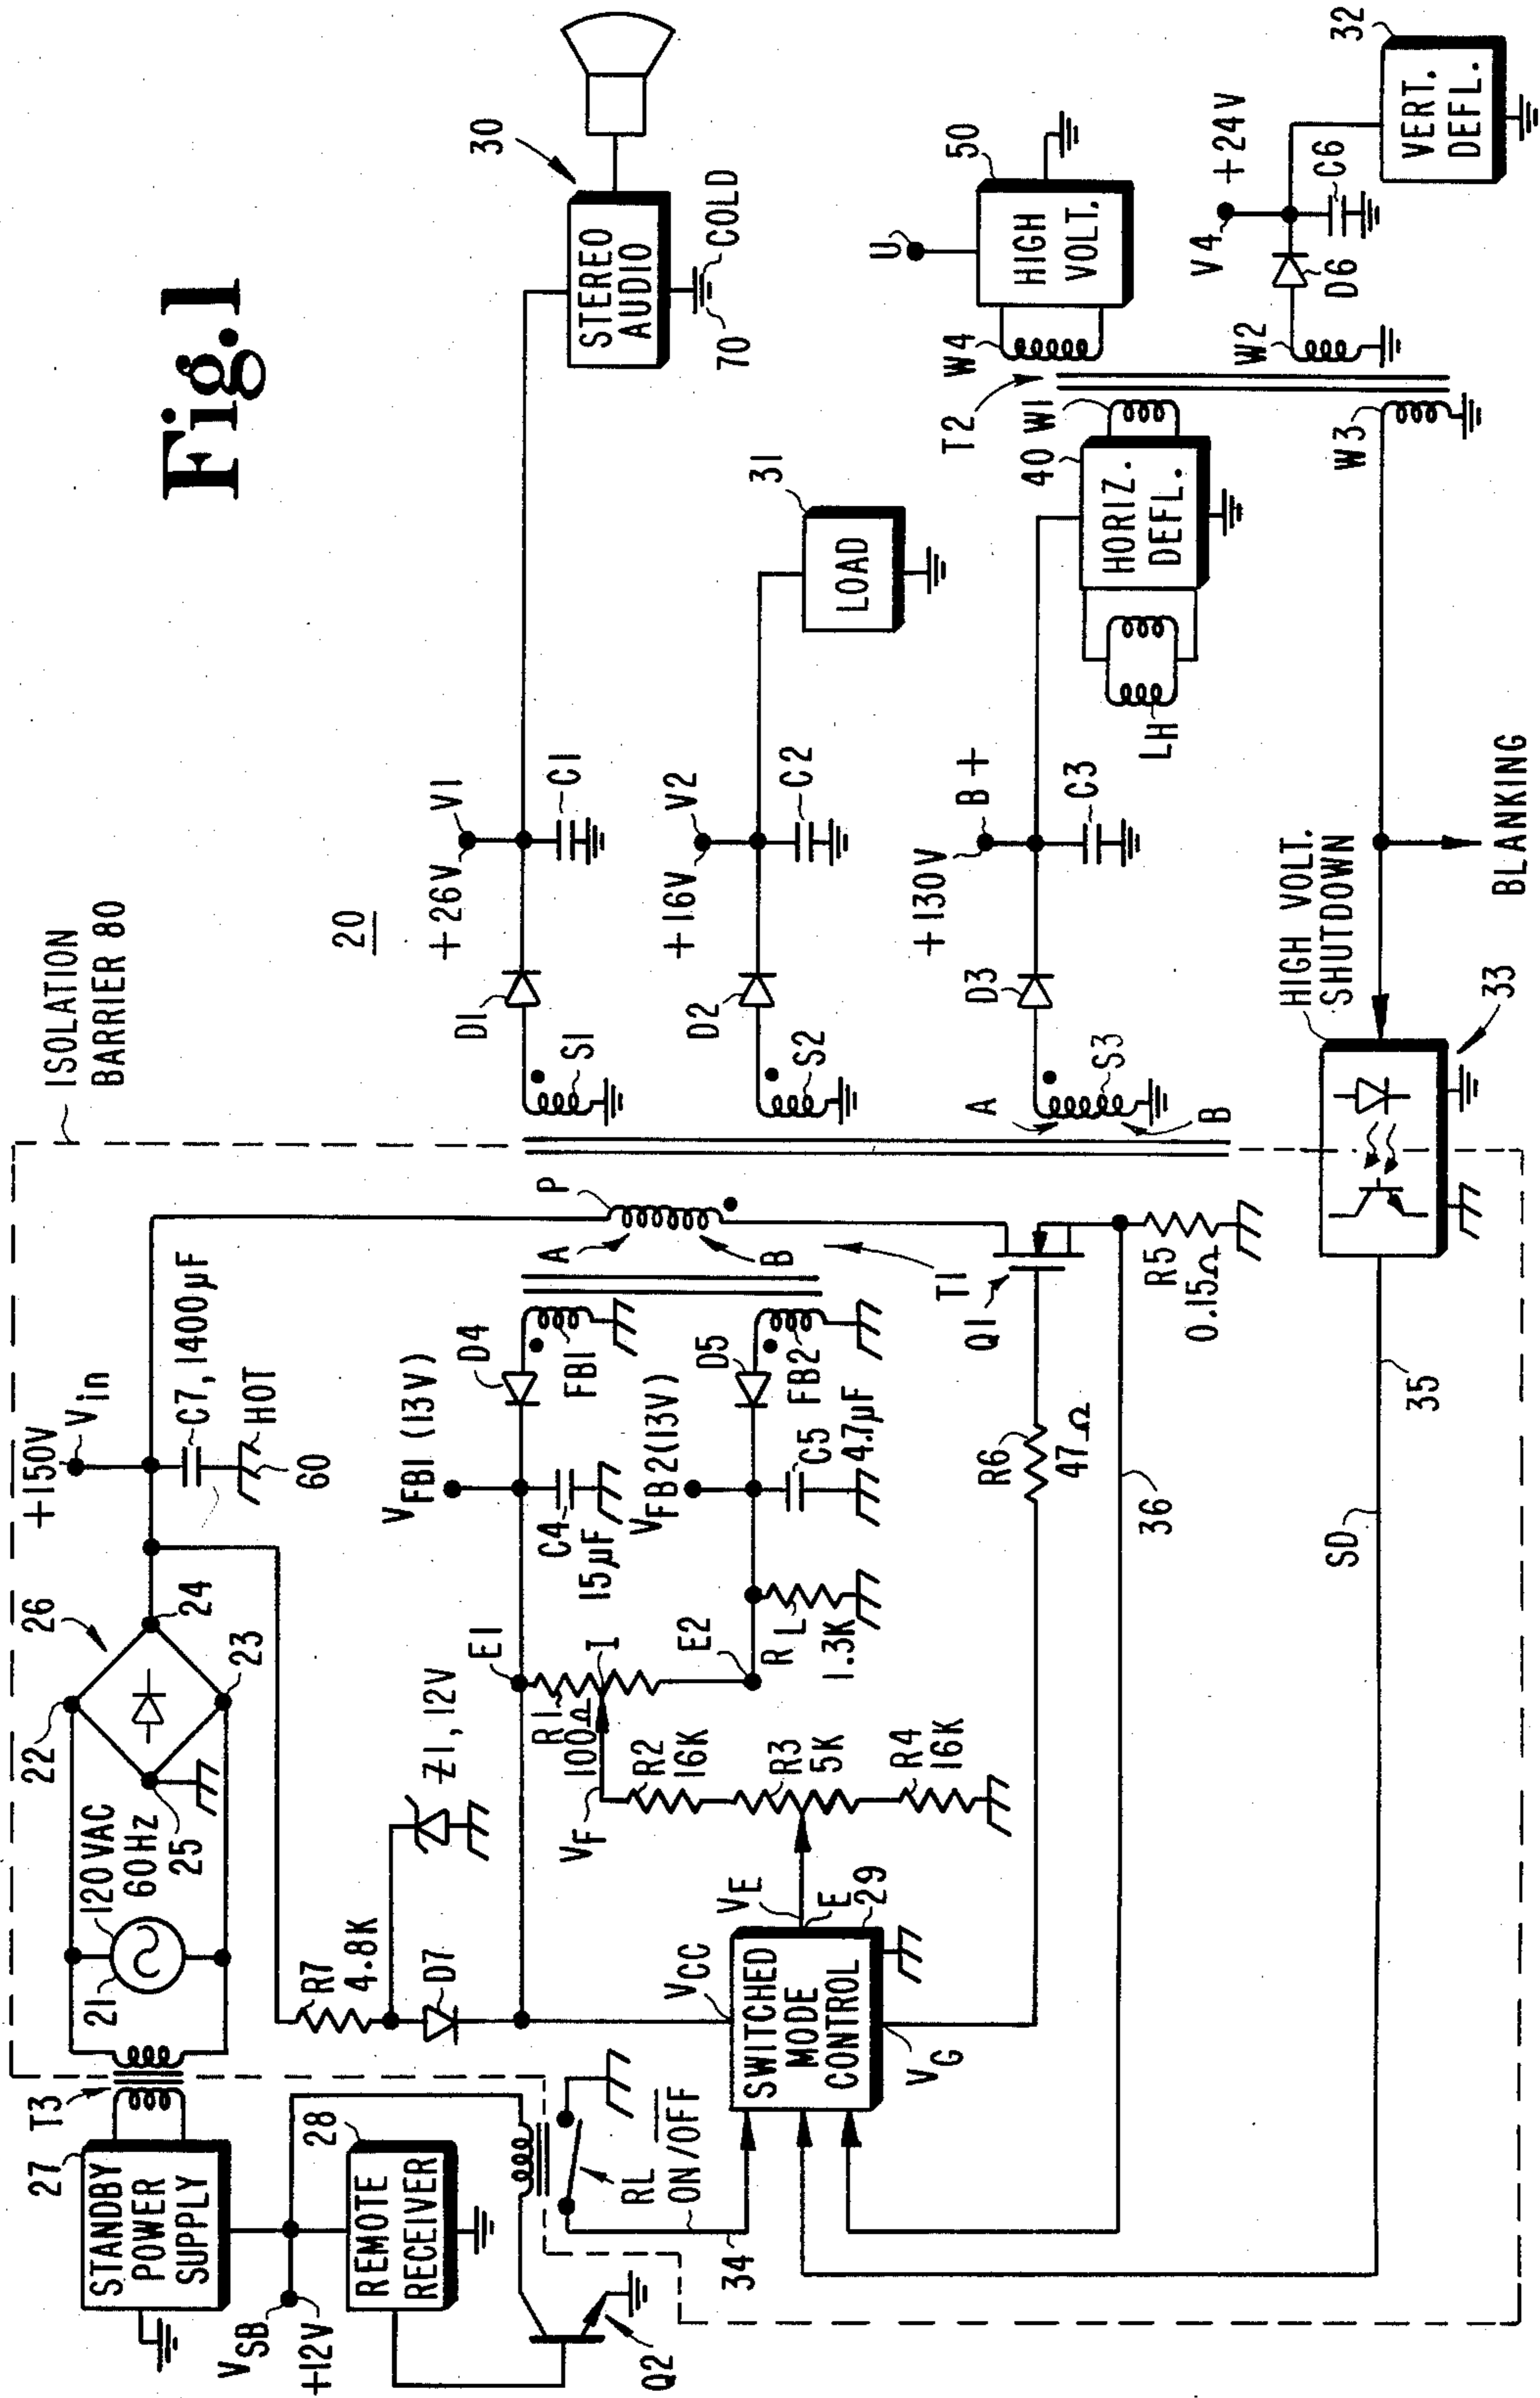 Fig.1
ISOLATION
BARRIER 80
20
27
STANDBY
POWER
SUPPLY
T3
VSB
+12V
28
REMOTE
RECEIVER
Q2
RL
ON/OFF
34
21
120VAC
60Hz
22
23
24
25
26
+150V
Vin
C7, 1400µF
HOT
60
R7
4.8K
D7
Z1, 12V
VCC
SWITCHED
MODE
CONTROL
29
VE
E
VG
VF
R1
100Ω
1
R2
16K
R3
5K
R4
16K
E1
E2
RL
1.3K
VFB1 (13V)
C4
15µF
D4
FB1
VFB2 (13V)
C5
4.7µF
D5
FB2
A
P
B
T1
Q1
R6
47Ω
R5
0.15Ω
36
SD
35
D1
S1
+26V
V1
C1
STEREO
AUDIO
30
70
COLD
D2
S2
+16V
V2
C2
LOAD
31
A
B
D3
S3
+130V
B+
C3
LH
HORIZ.
DEFL.
40
W1
T2
W4
U
HIGH
VOLT.
50
W2
D6
V4
+24V
C6
VERT.
DEFL.
32
W3
HIGH VOLT.
SHUTDOWN
33
BLANKING